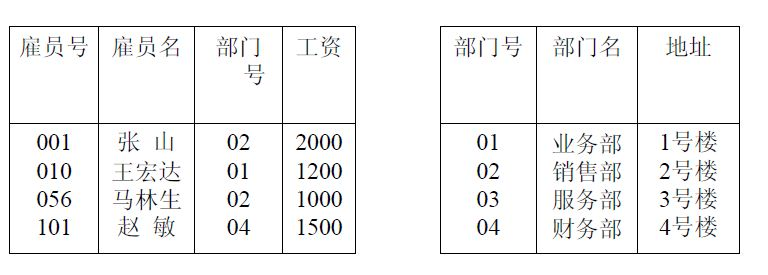 雇员号 雇员名 部门号 工资
001 张 山 02 2000
010 王宏达 01 1200
056 马林生 02 1000
101 赵 敏 04 1500
部门号 部门名 地址
01 业务部 1号楼
02 销售部 2号楼
03 服务部 3号楼
04 财务部 4号楼